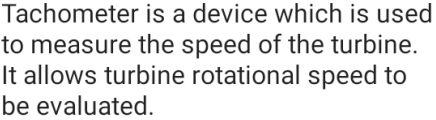 Tachometer is a device which is used
to measure the speed of the turbine.
It allows turbine rotational speed to
be evaluated.